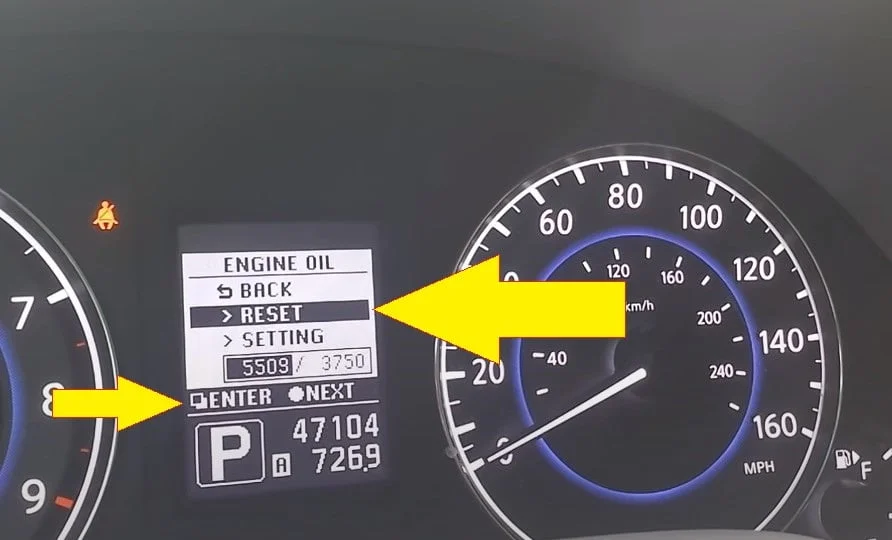 ENGINE OIL
BACK
> RESET
> SETTING
5509/ 3750
ENTER NEXT
P
47104
A 726.9
7
8
9
0
20
60
80
100
120
140
160
MPH
40
120
160
200
240
km/h
F